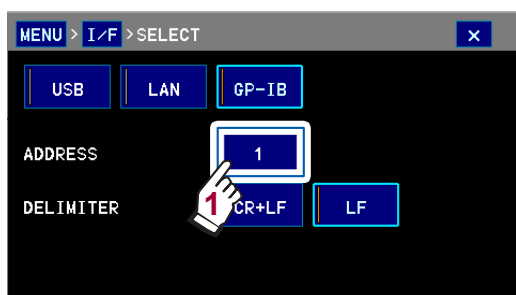 MENU > I/F > SELECT x
USB LAN GP-IB
ADDRESS 1
DELIMITER CR+LF LF
1